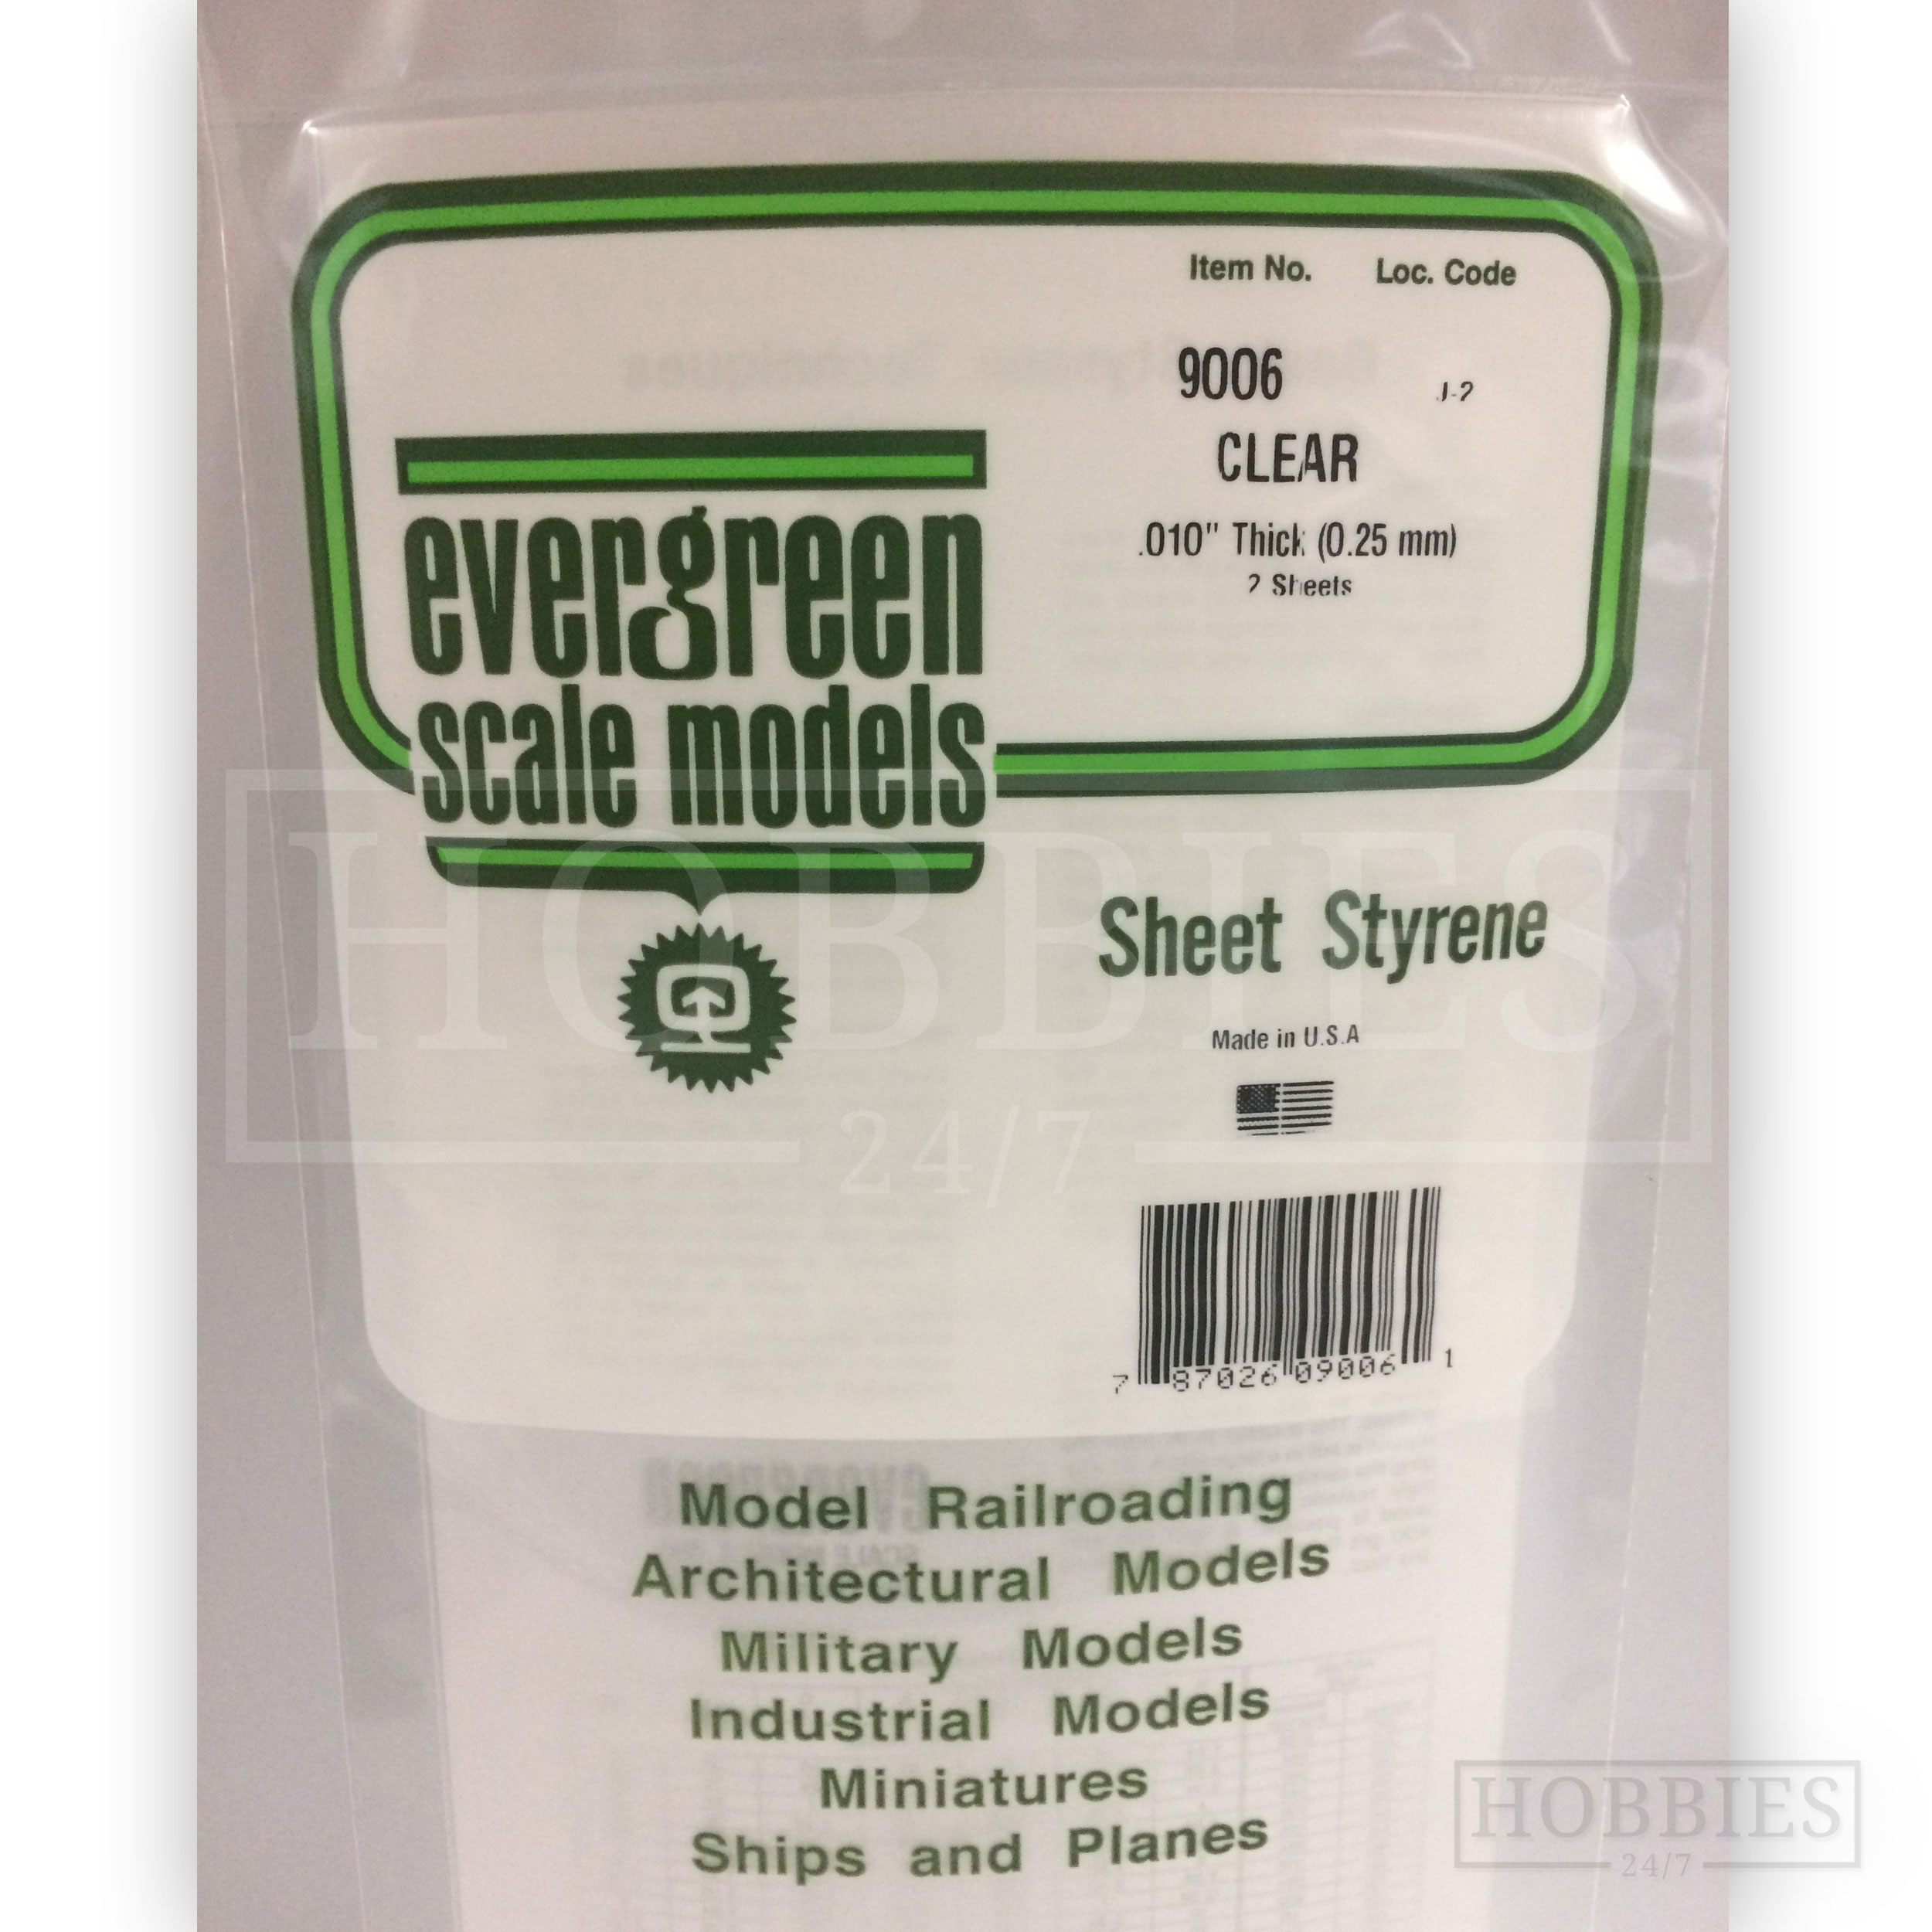 Item No. Loc. Code
9006 J-2
CLEAR
.010" Thick (0.25 mm)
2 Sheets
evergreen
scale models
Sheet Styrene
Made in U.S.A
HOBBIES
24/7
7 87026 09006 1
Model Railroading
Architectural Models
Military Models
Industrial Models
Miniatures
Ships and Planes
HOBBIES
24/7